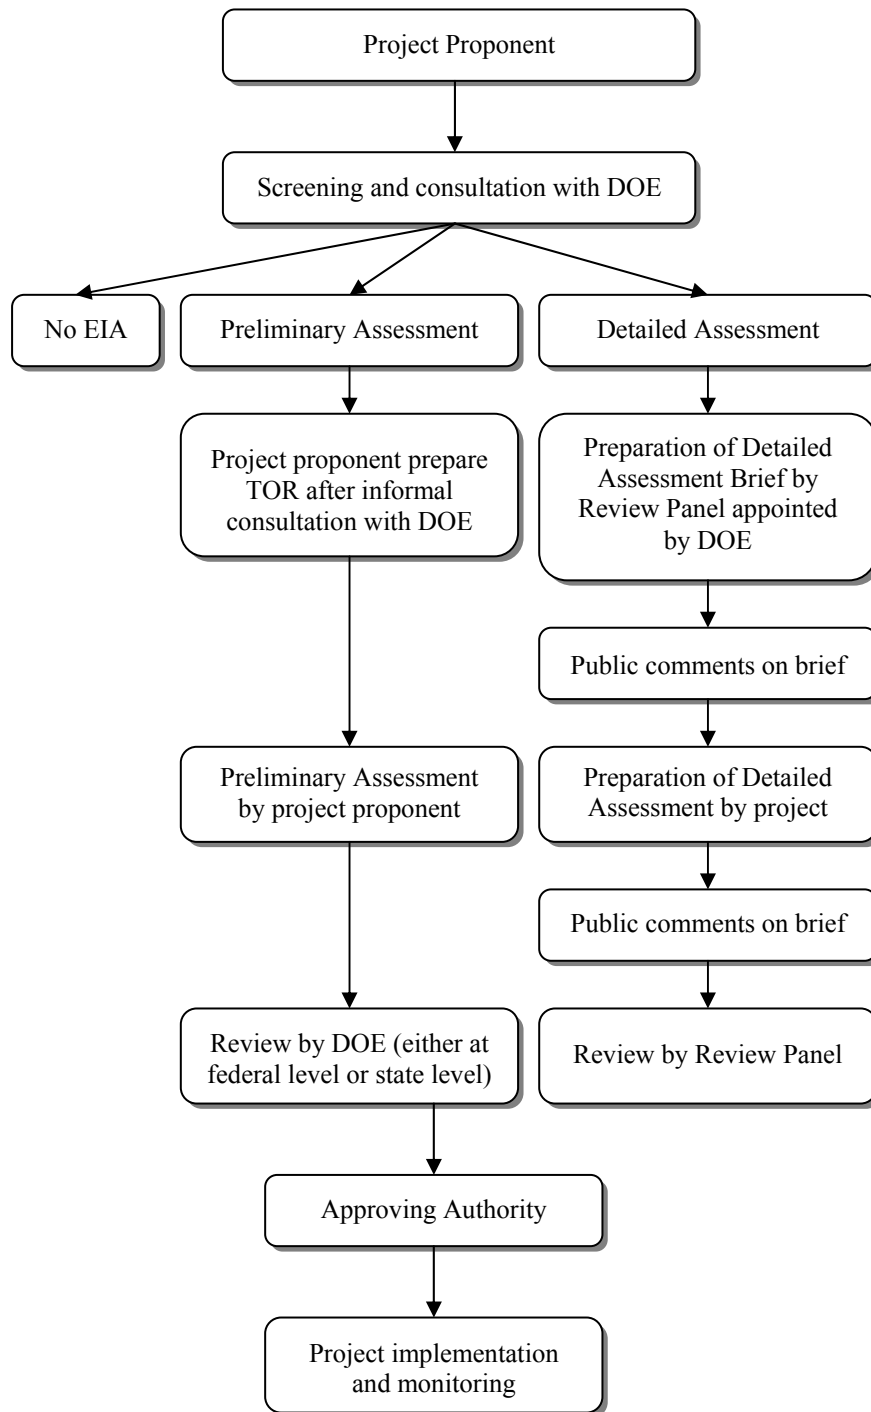 Project Proponent
Screening and consultation with DOE
No EIA
Preliminary Assessment
Detailed Assessment
Project proponent prepare
TOR after informal
consultation with DOE
Preparation of Detailed
Assessment Brief by
Review Panel appointed
by DOE
Public comments on brief
Preliminary Assessment
by project proponent
Preparation of Detailed
Assessment by project
Public comments on brief
Review by DOE (either at
federal level or state level)
Review by Review Panel
Approving Authority
Project implementation
and monitoring